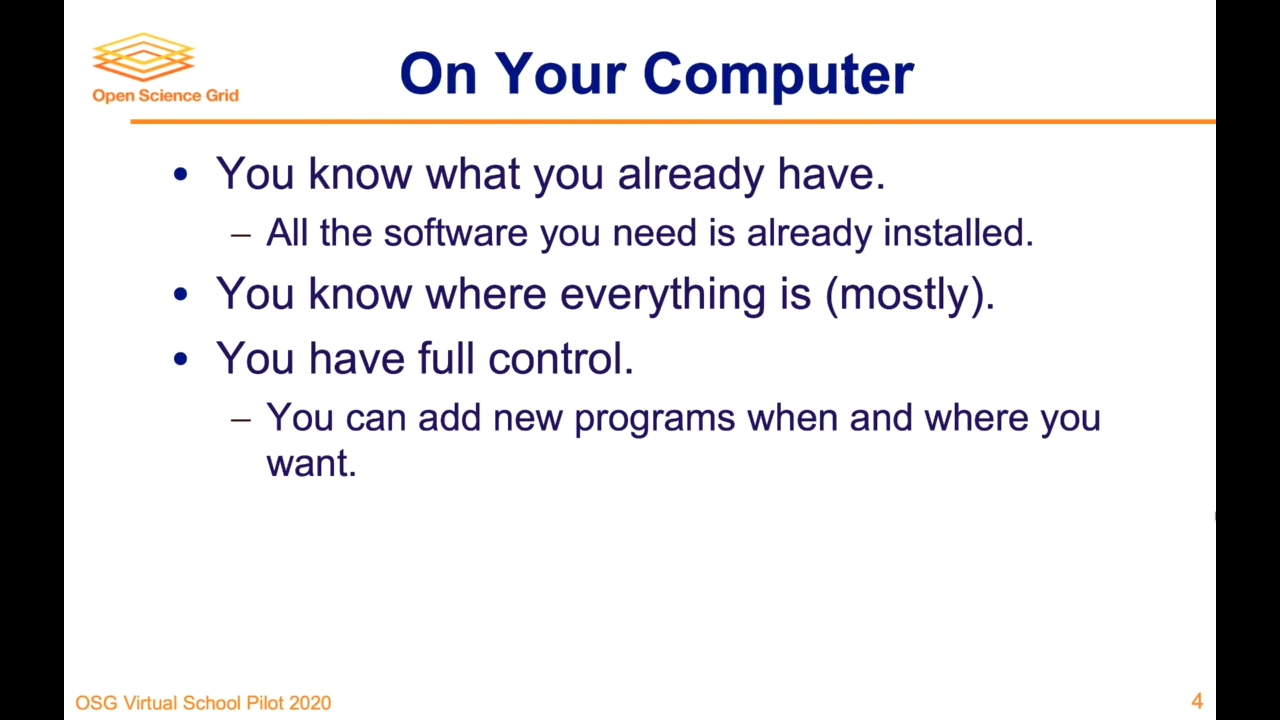 Open Science Grid
On Your Computer
• You know what you already have.
– All the software you need is already installed.
• You know where everything is (mostly).
• You have full control.
– You can add new programs when and where you
want.
OSG Virtual School Pilot 2020
4